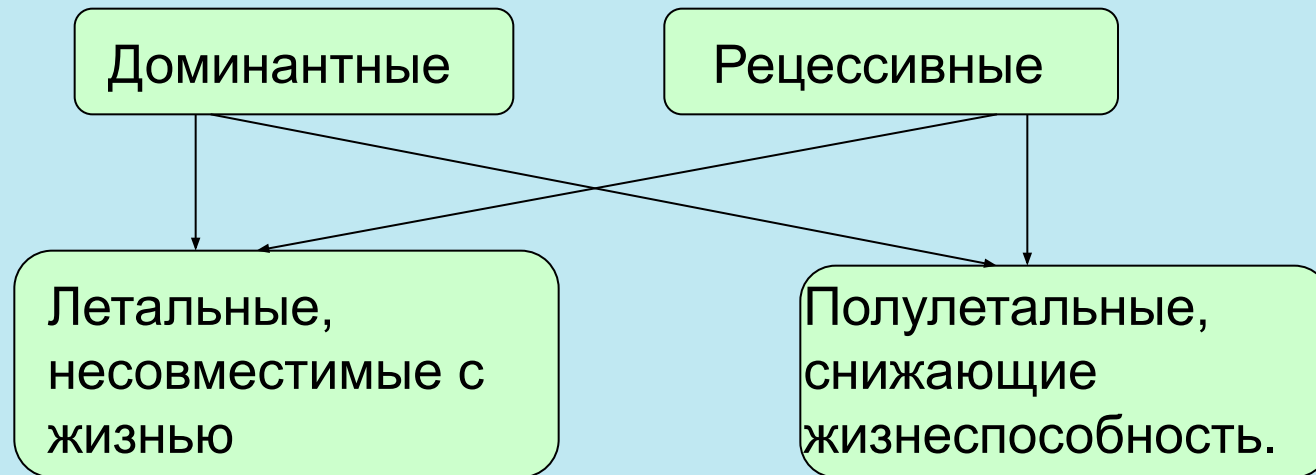 Доминантные
Рецессивные
Летальные,
несовместимые с
жизнью
Полулетальные,
снижающие
жизнеспособность.